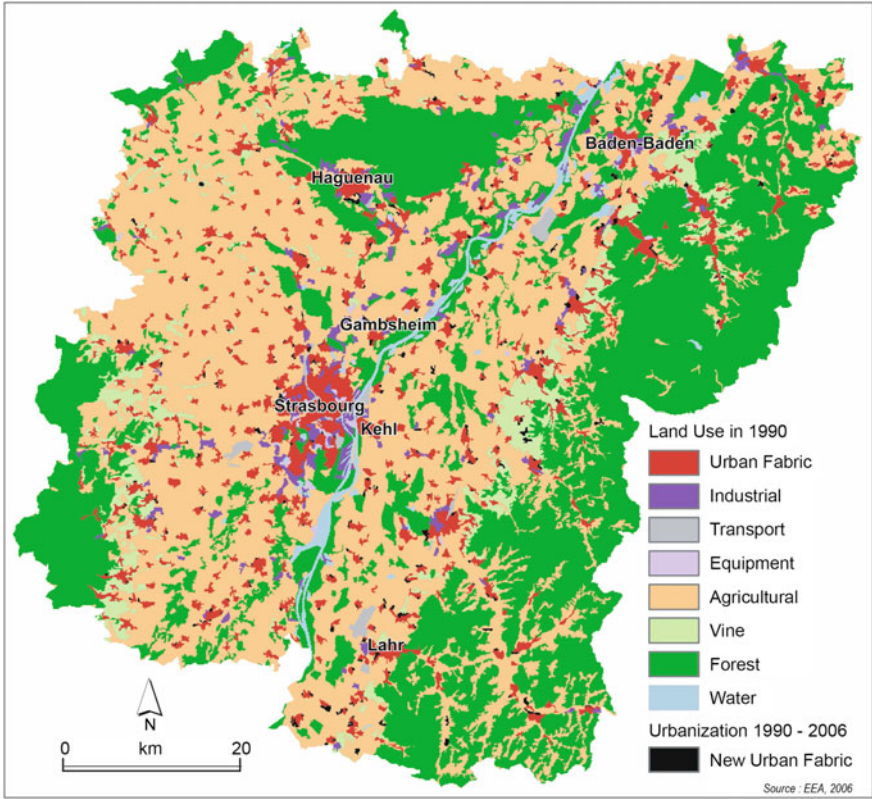 Baden-Baden
Haguenau
Gambsheim
Strasbourg
Kehl
Lahr
N
0 km 20
Land Use in 1990
Urban Fabric
Industrial
Transport
Equipment
Agricultural
Vine
Forest
Water
Urbanization 1990 - 2006
New Urban Fabric
Source : EEA, 2006